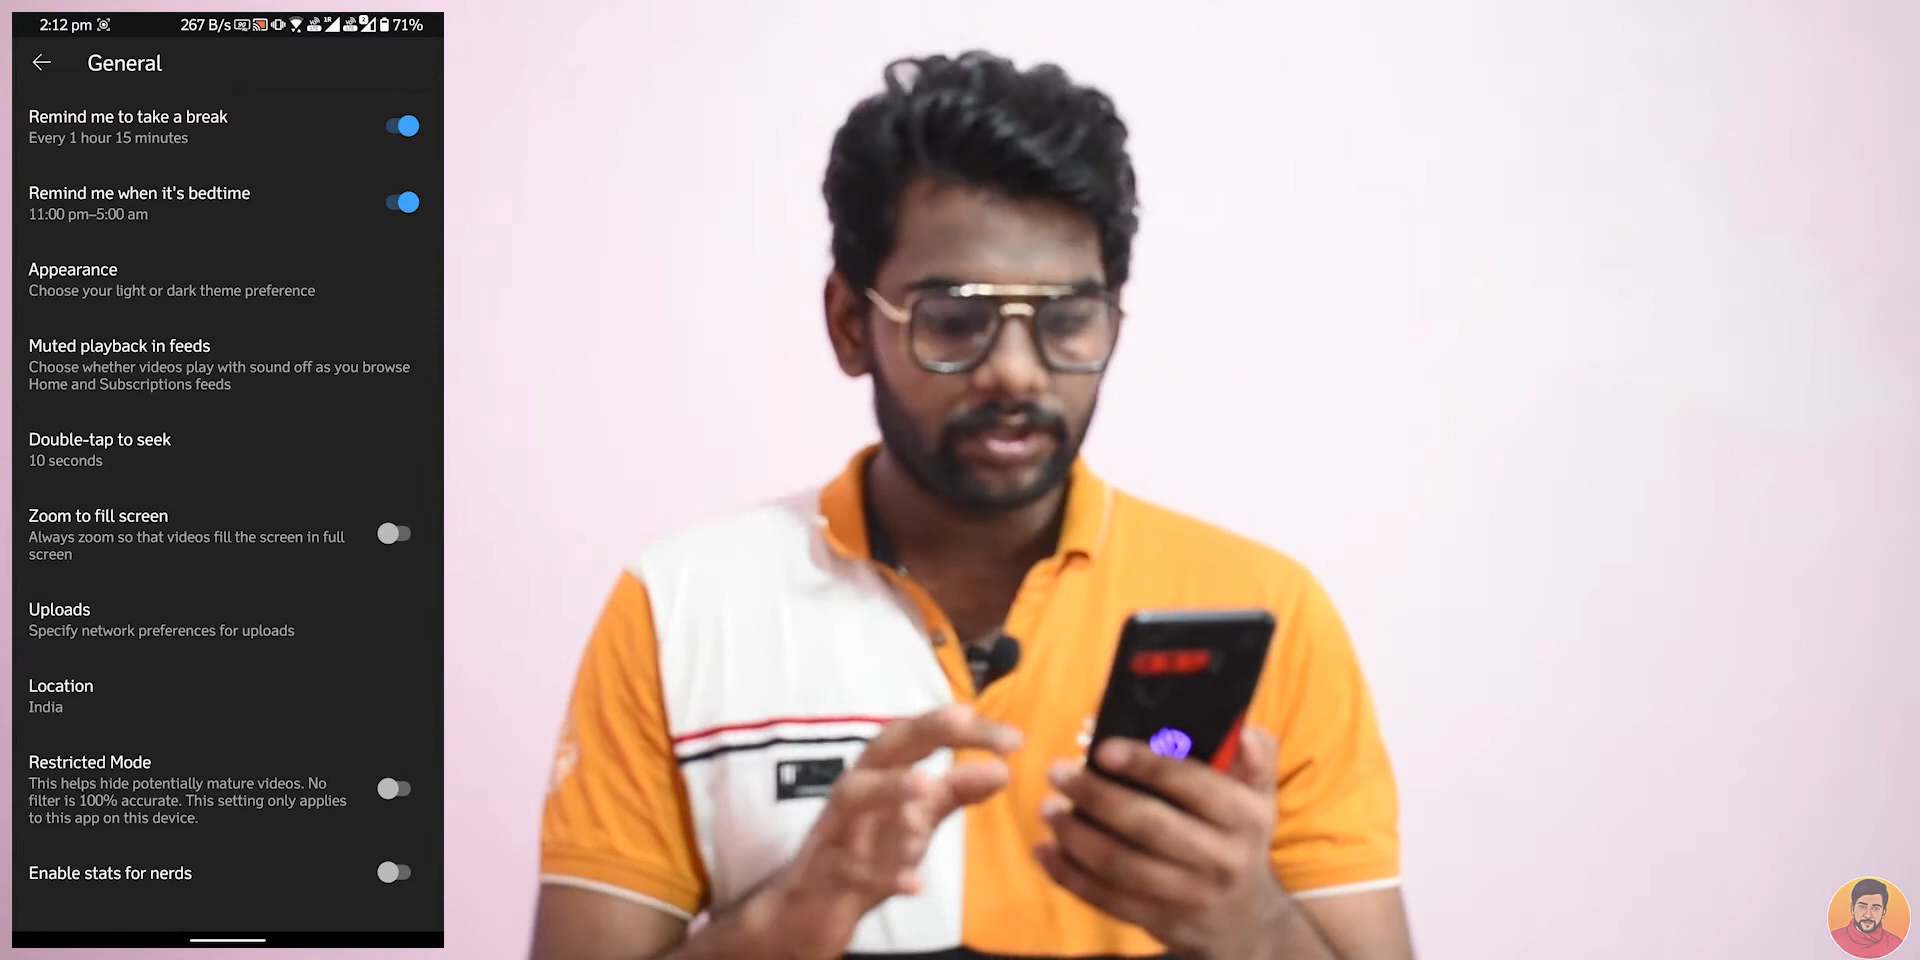 2:12 pm 267 B/s 71%
General
Remind me to take a break
Every 1 hour 15 minutes
Remind me when it's bedtime
11:00 pm–5:00 am
Appearance
Choose your light or dark theme preference
Muted playback in feeds
Choose whether videos play with sound off as you browse
Home and Subscriptions feeds
Double-tap to seek
10 seconds
Zoom to fill screen
Always zoom so that videos fill the screen in full
screen
Uploads
Specify network preferences for uploads
Location
India
Restricted Mode
This helps hide potentially mature videos. No
filter is 100% accurate. This setting only applies
to this app on this device.
Enable stats for nerds